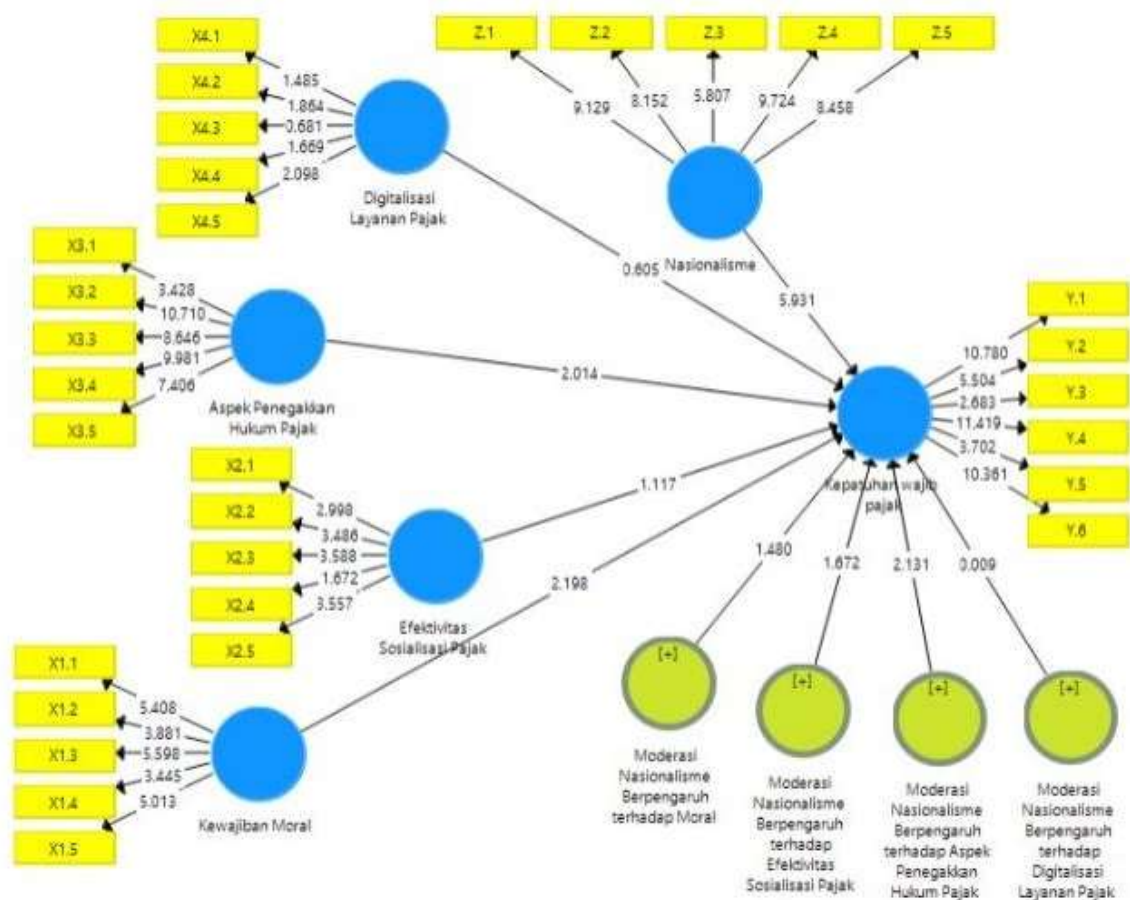 X4.1
X4.2
X4.3
X4.4
X4.5
1.485
1.864
0.681
1.669
2.098
Digitalisasi
Layanan Pajak
Z.1
Z.2
Z.3
Z.4
Z.5
9.129
8.152
5.807
9.724
8.458
Nasionalisme
0.605
5.931
X3.1
X3.2
X3.3
X3.4
X3.5
3.428
10.710
8.646
9.981
7.406
Aspek Penegakkan
Hukum Pajak
2.014
Y.1
Y.2
Y.3
Y.4
Y.5
Y.6
10.780
5.504
2.683
11.419
3.702
10.361
Kepatuhan wajib
pajak
X2.1
X2.2
X2.3
X2.4
X2.5
2.998
3.486
3.588
1.672
3.557
Efektivitas
Sosialisasi Pajak
1.117
2.198
X1.1
X1.2
X1.3
X1.4
X1.5
5.408
3.881
5.598
3.445
5.013
Kewajiban Moral
1.480
1.672
2.131
0.009
[+]
Moderasi
Nasionalisme
Berpengaruh
terhadap Moral
[+]
Moderasi
Nasionalisme
Berpengaruh
terhadap
Efektivitas
Sosialisasi Pajak
[+]
Moderasi
Nasionalisme
Berpengaruh
terhadap Aspek
Penegakkan
Hukum Pajak
[+]
Moderasi
Nasionalisme
Berpengaruh
terhadap
Digitalisasi
Layanan Pajak